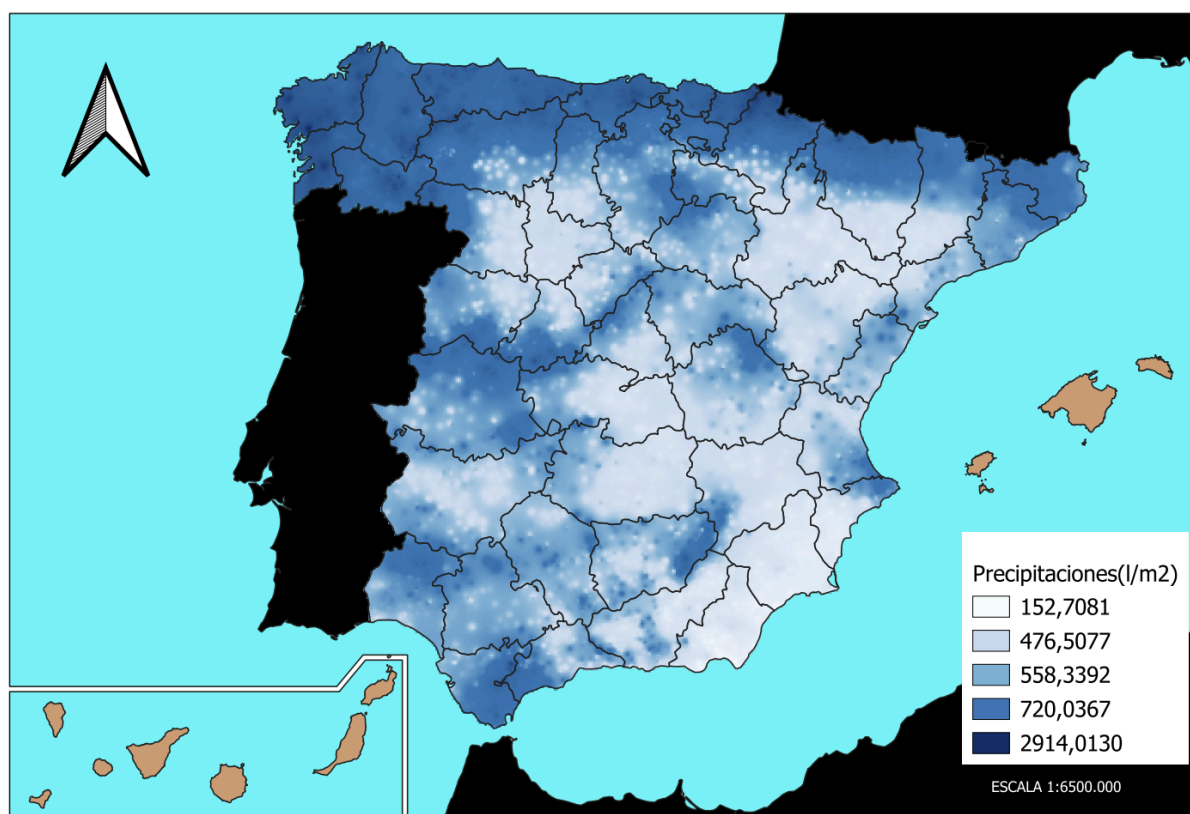 Precipitaciones(l/m2)
152,7081
476,5077
558,3392
720,0367
2914,0130
ESCALA 1:6500.000